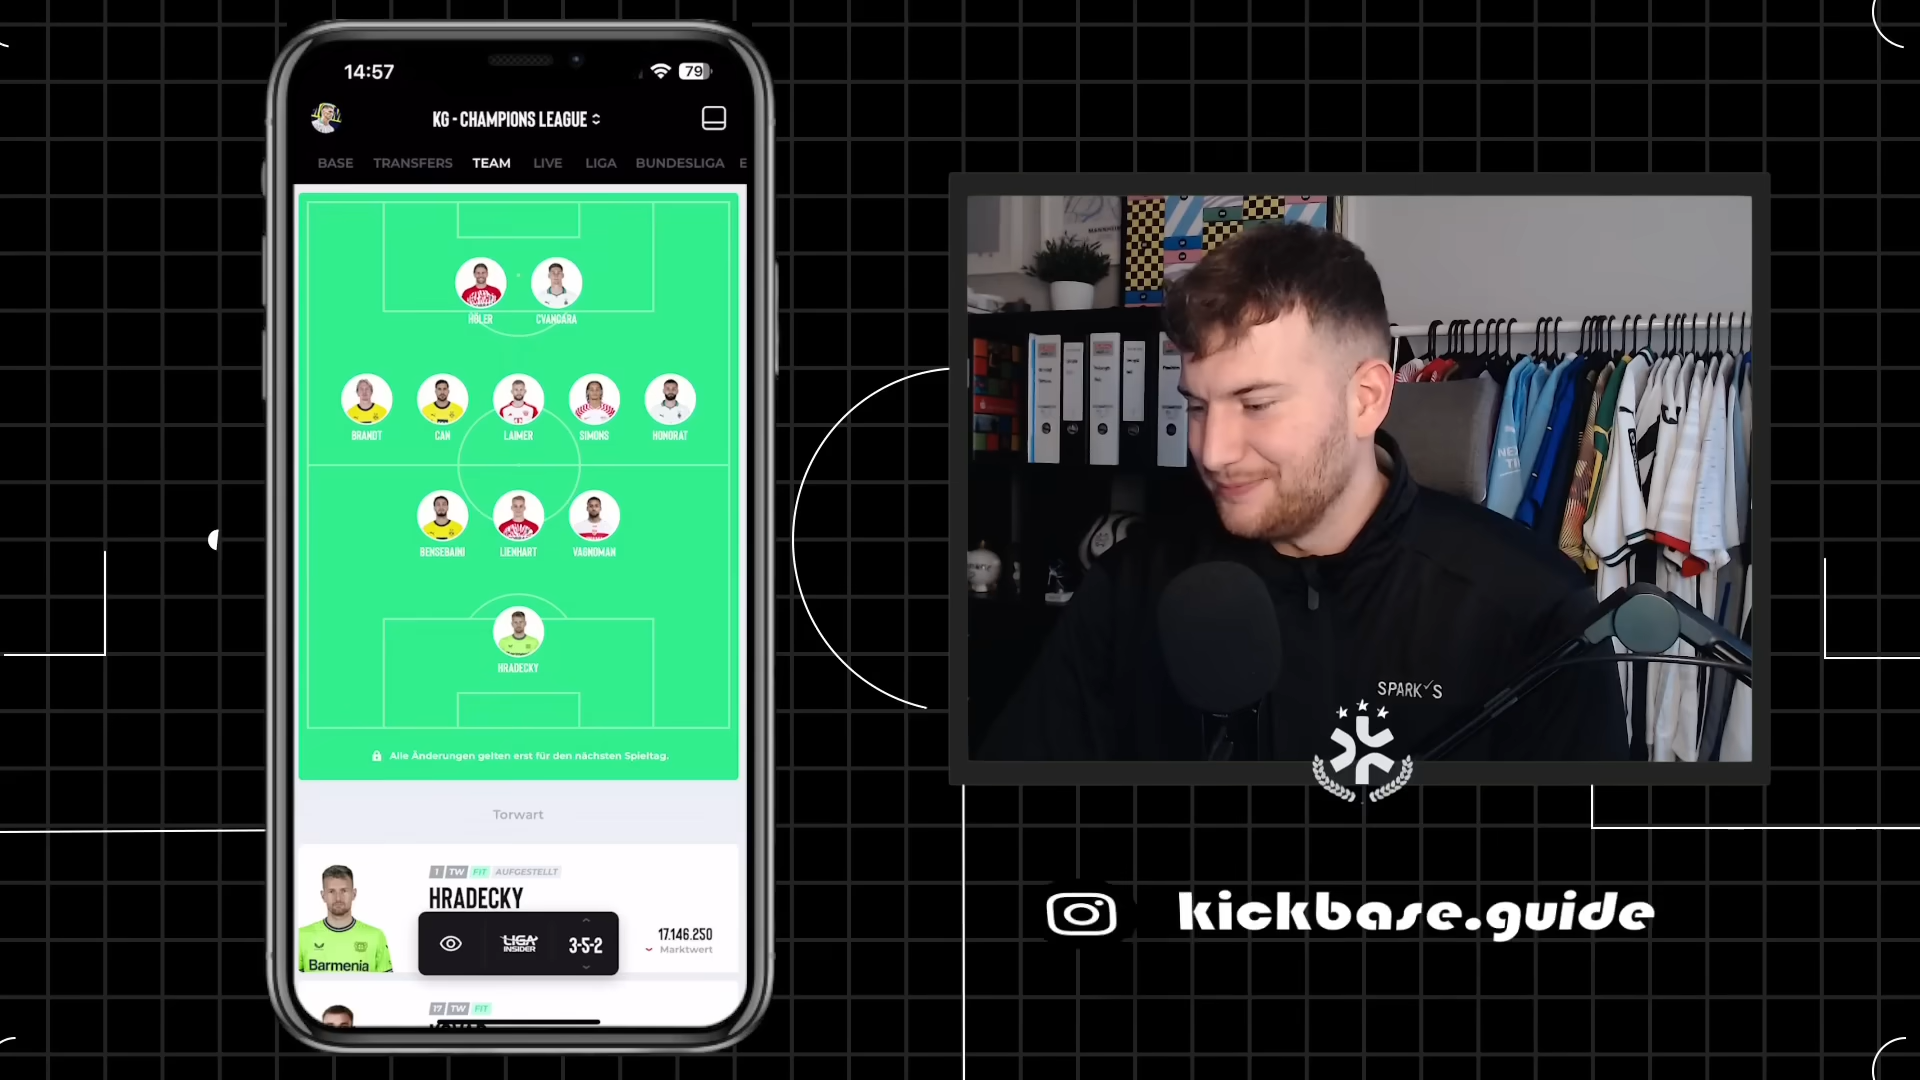 14:57
79
KG - CHAMPIONS LEAGUE
BASE TRANSFERS TEAM LIVE LIGA BUNDESLIGA E
HÖLER CVANCARA
BRANDT CAN LAIMER SIMONS HONORAT
BENSEBAINI LIENHART VAGNOMAN
HRADECKY
Alle Änderungen gelten erst für den nächsten Spieltag.
Torwart
1 TW FIT AUFGESTELLT
HRADECKY
17.146.250
Marktwert
Barmenia
LIGA
INSIDER
3-5-2
17 TW FIT
SPARK'S
kickbase.guide